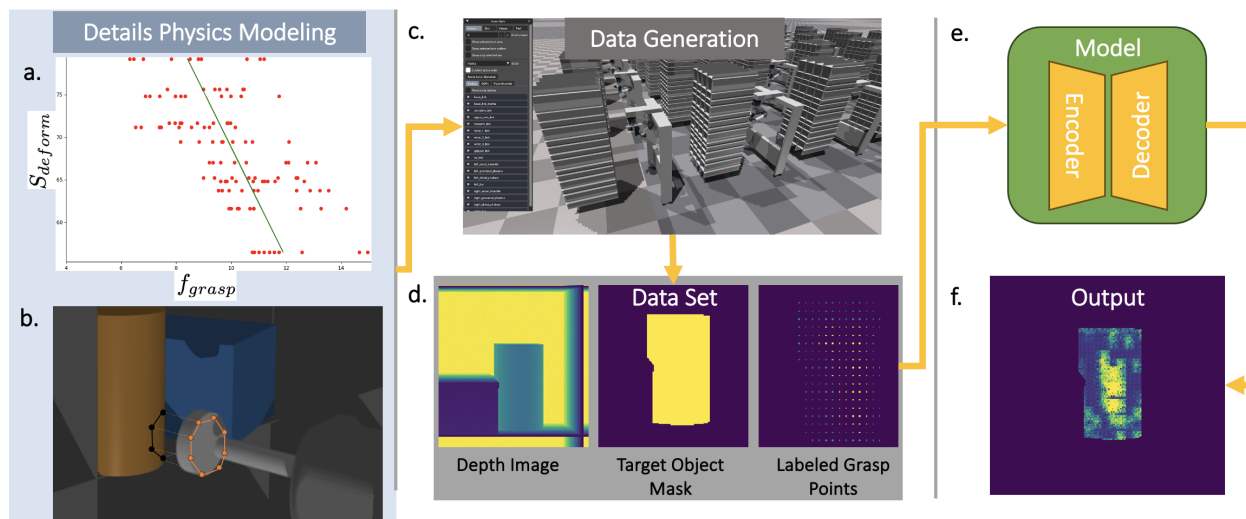 Details Physics Modeling
a.
75
70
65
60
4
6
8
10
12
14
S_deform
f_grasp
b.
c.
Data Generation
d.
Data Set
Depth Image
Target Object
Mask
Labeled Grasp
Points
e.
Model
Encoder
Decoder
f.
Output